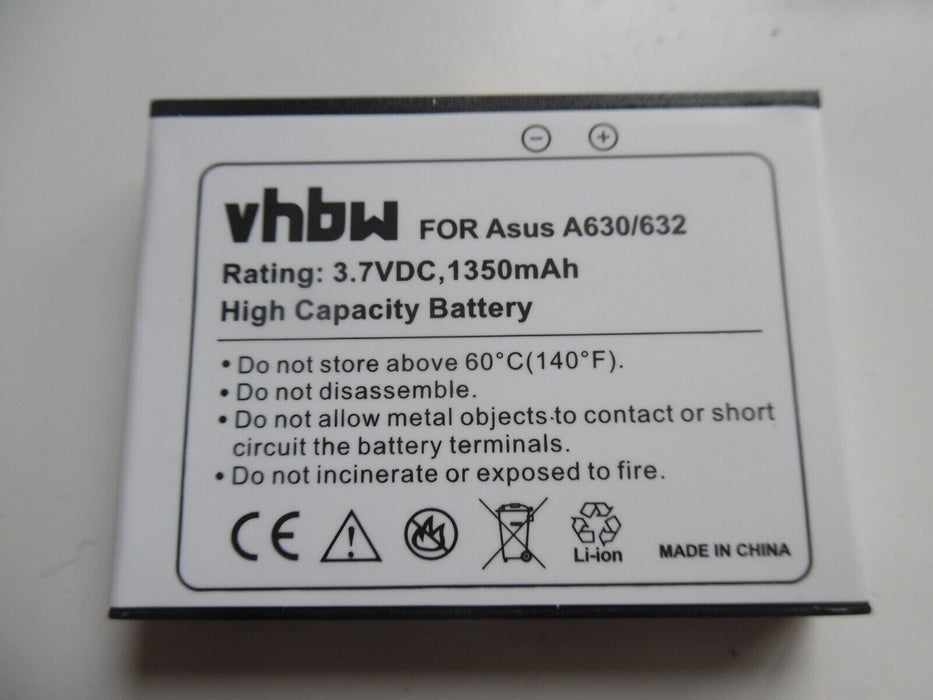 − +
vhbw FOR Asus A630/632
Rating: 3.7VDC,1350mAh
High Capacity Battery
• Do not store above 60°C(140°F).
• Do not disassemble.
• Do not allow metal objects to contact or short
circuit the battery terminals.
• Do not incinerate or exposed to fire.
CE ! Li-ion MADE IN CHINA